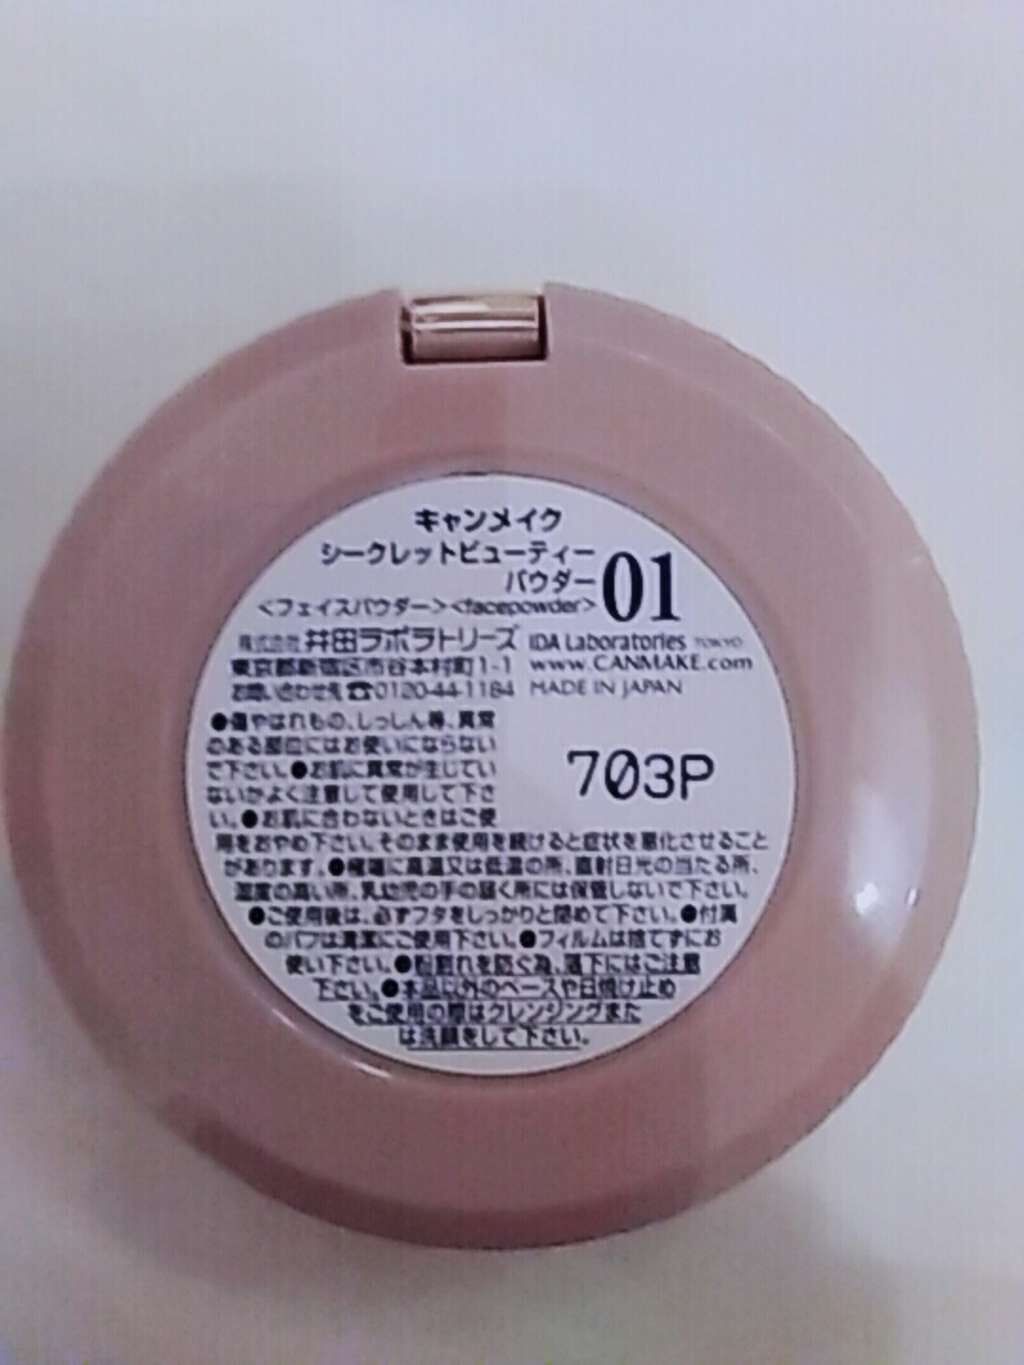 キャンメイク
シークレットビューティー
パウダー 01
<フェイスパウダー><facepowder>
株式会社 井田ラボラトリーズ IDA Laboratories TOKYO
東京都新宿区市谷本村町1-1 www.CANMAKE.com
お問い合わせ先☎0120-44-1184 MADE IN JAPAN
●傷やはれもの、しっしん等、異常
のある部位にはお使いにならない
で下さい。●お肌に異常が生じてい
703P
ないかよく注意して使用して下さ
い。●お肌に合わないときはご使
用をおやめ下さい。そのまま使用を続けると症状を悪化させること
があります。●極端に高温又は低温の所、直射日光の当たる所、
湿度の高い所、乳幼児の手の届く所には保管しないで下さい。
●ご使用後は、必ずフタをしっかりと閉めて下さい。●付属
のパフは清潔にご使用下さい。●フィルムは捨てずにお
使い下さい。●粉割れを防ぐ為、落下にはご注意
下さい。●本品以外のベースや日焼け止め
をご使用の際はクレンジングまた
は洗顔をして下さい。